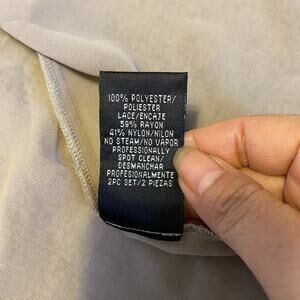 100% POLYESTER/
POLIESTER
LACE/ENCAJE
59% RAYON
41% NYLON/NILON
NO STEAM/NO VAPOR
PROFESSIONALLY
SPOT CLEAN/
DESMANCHAR
PROFESIONALMENTE
2PC SET/2 PIEZAS